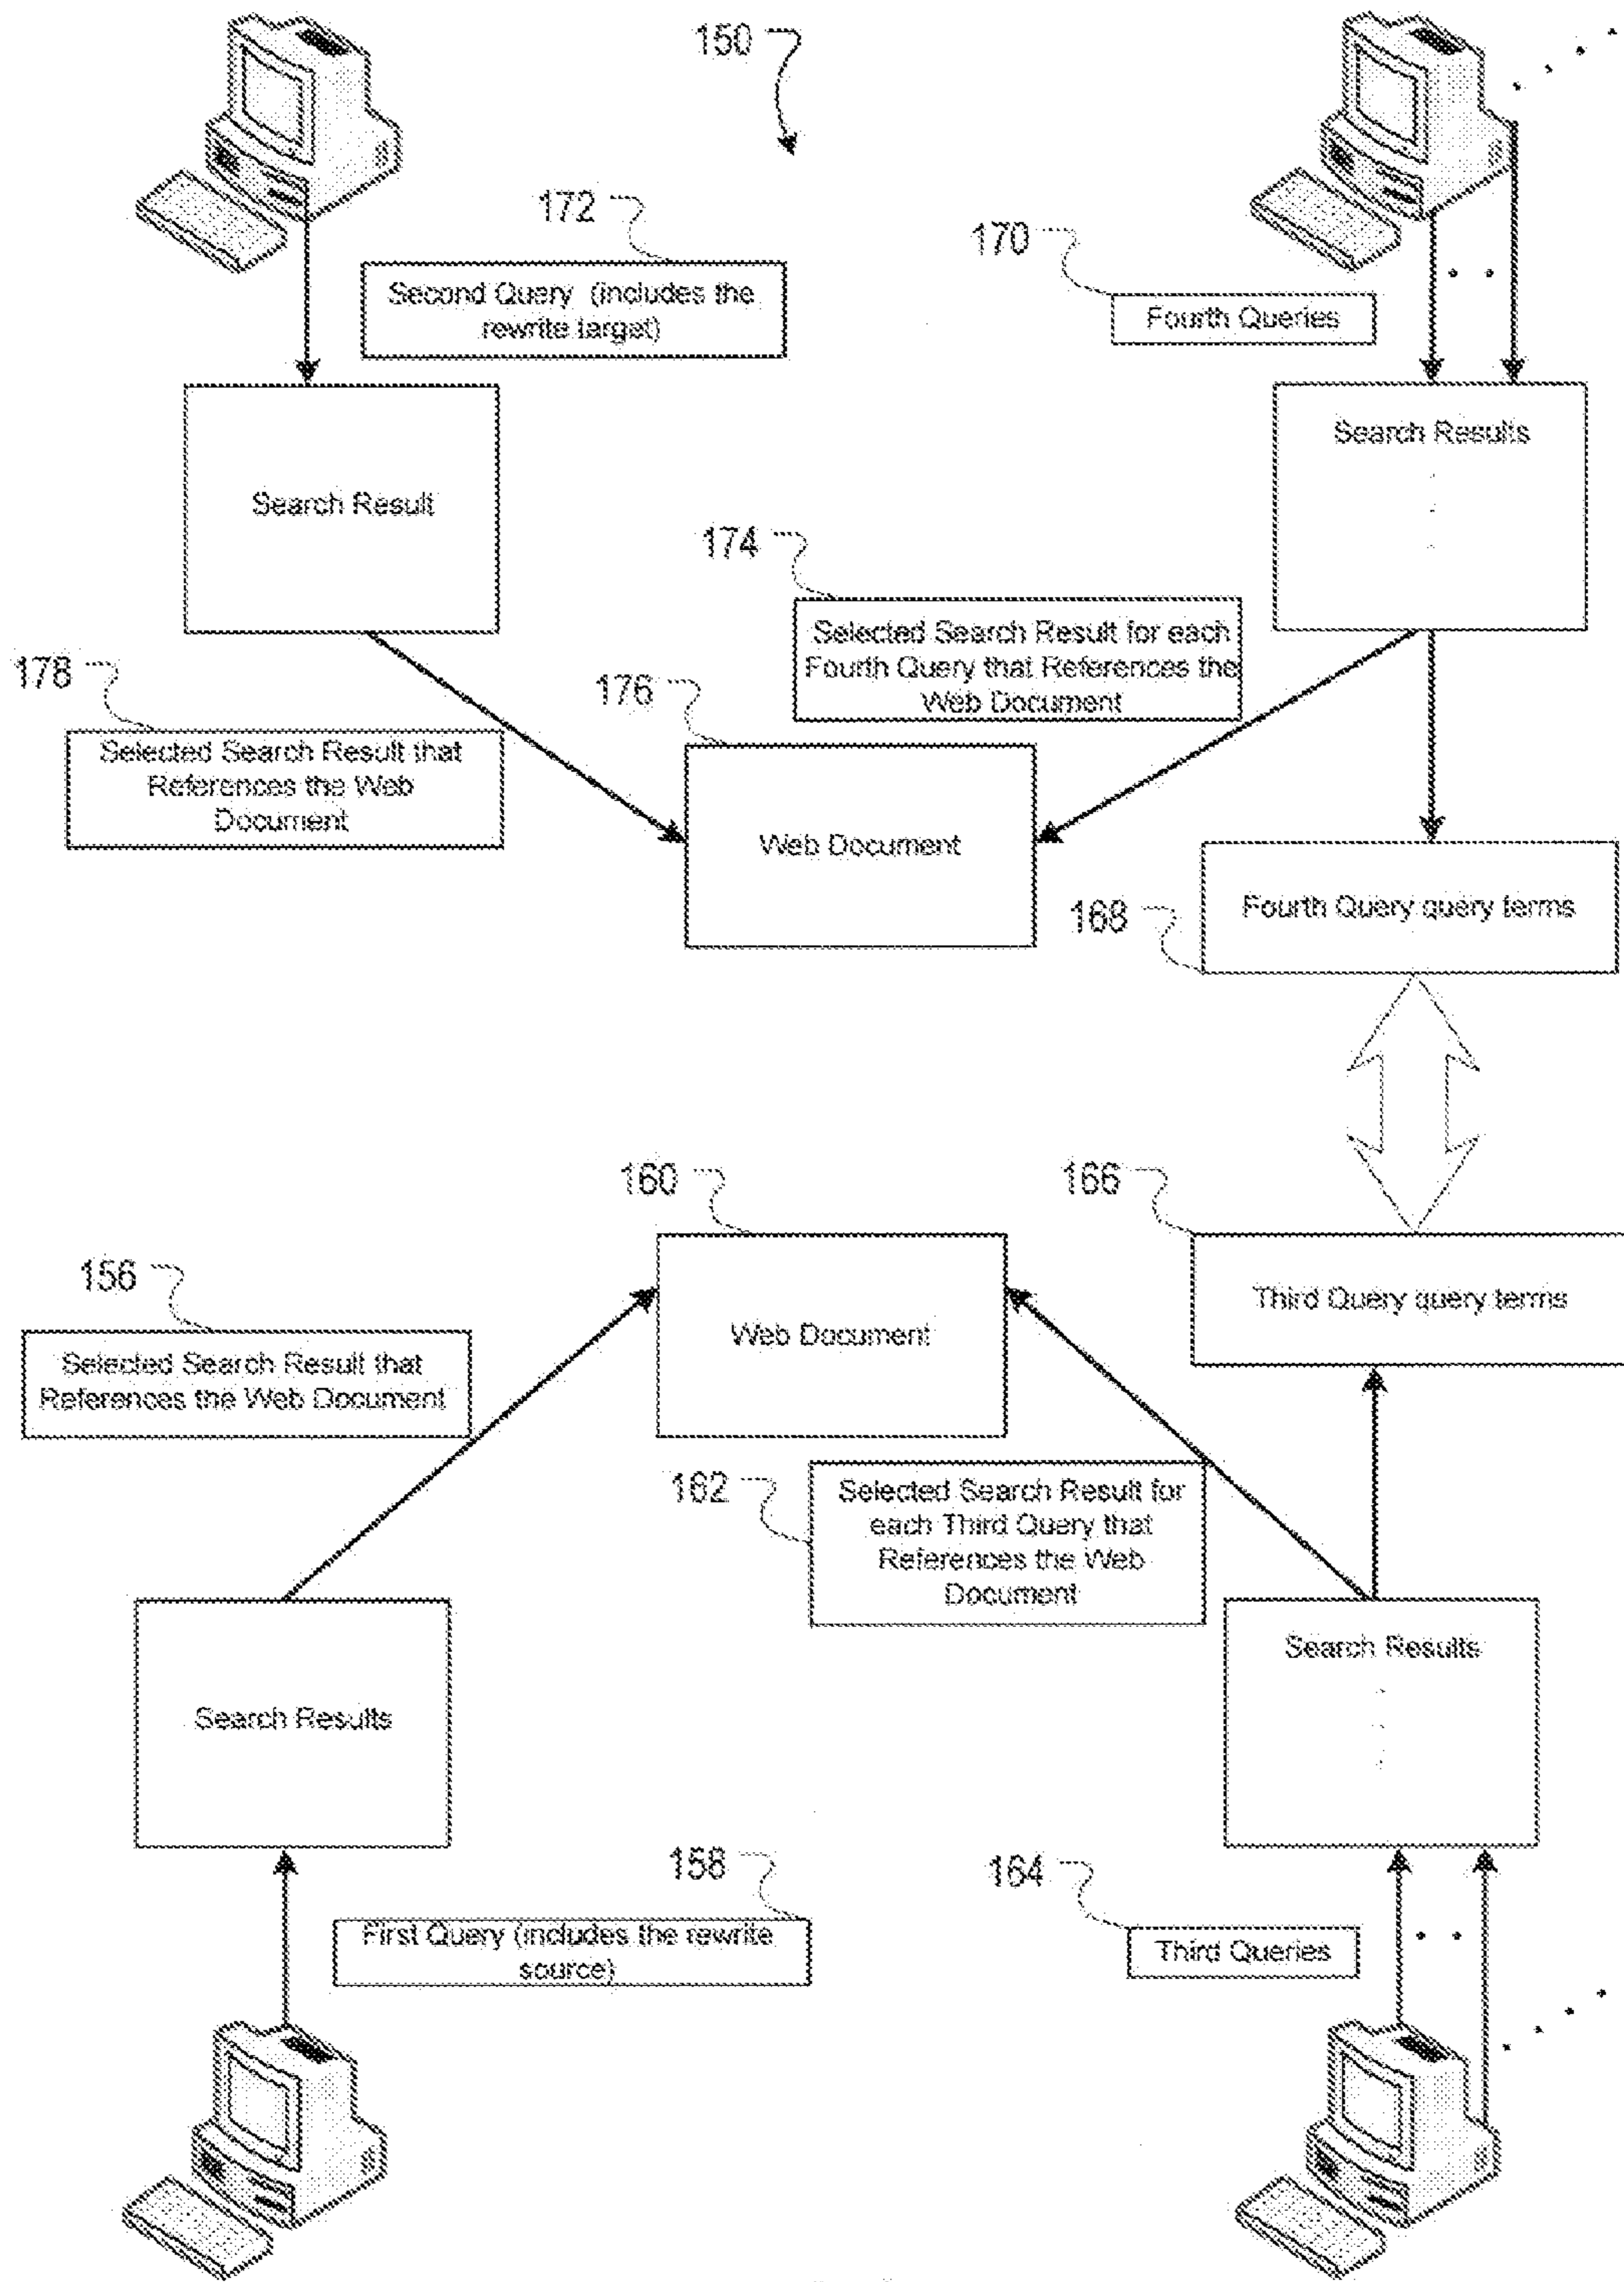 150
172
Second Query (includes the
rewrite target)
170
Fourth Queries
Search Result
Search Results
174
Selected Search Result for each
Fourth Query that References the
Web Document
178
Selected Search Result that
References the Web
Document
176
Web Document
168
Fourth Query query terms
160
166
156
Web Document
Third Query query terms
Selected Search Result that
References the Web Document
162
Selected Search Result for
each Third Query that
References the Web
Document
Search Results
Search Results
158
First Query (includes the rewrite
source)
164
Third Queries